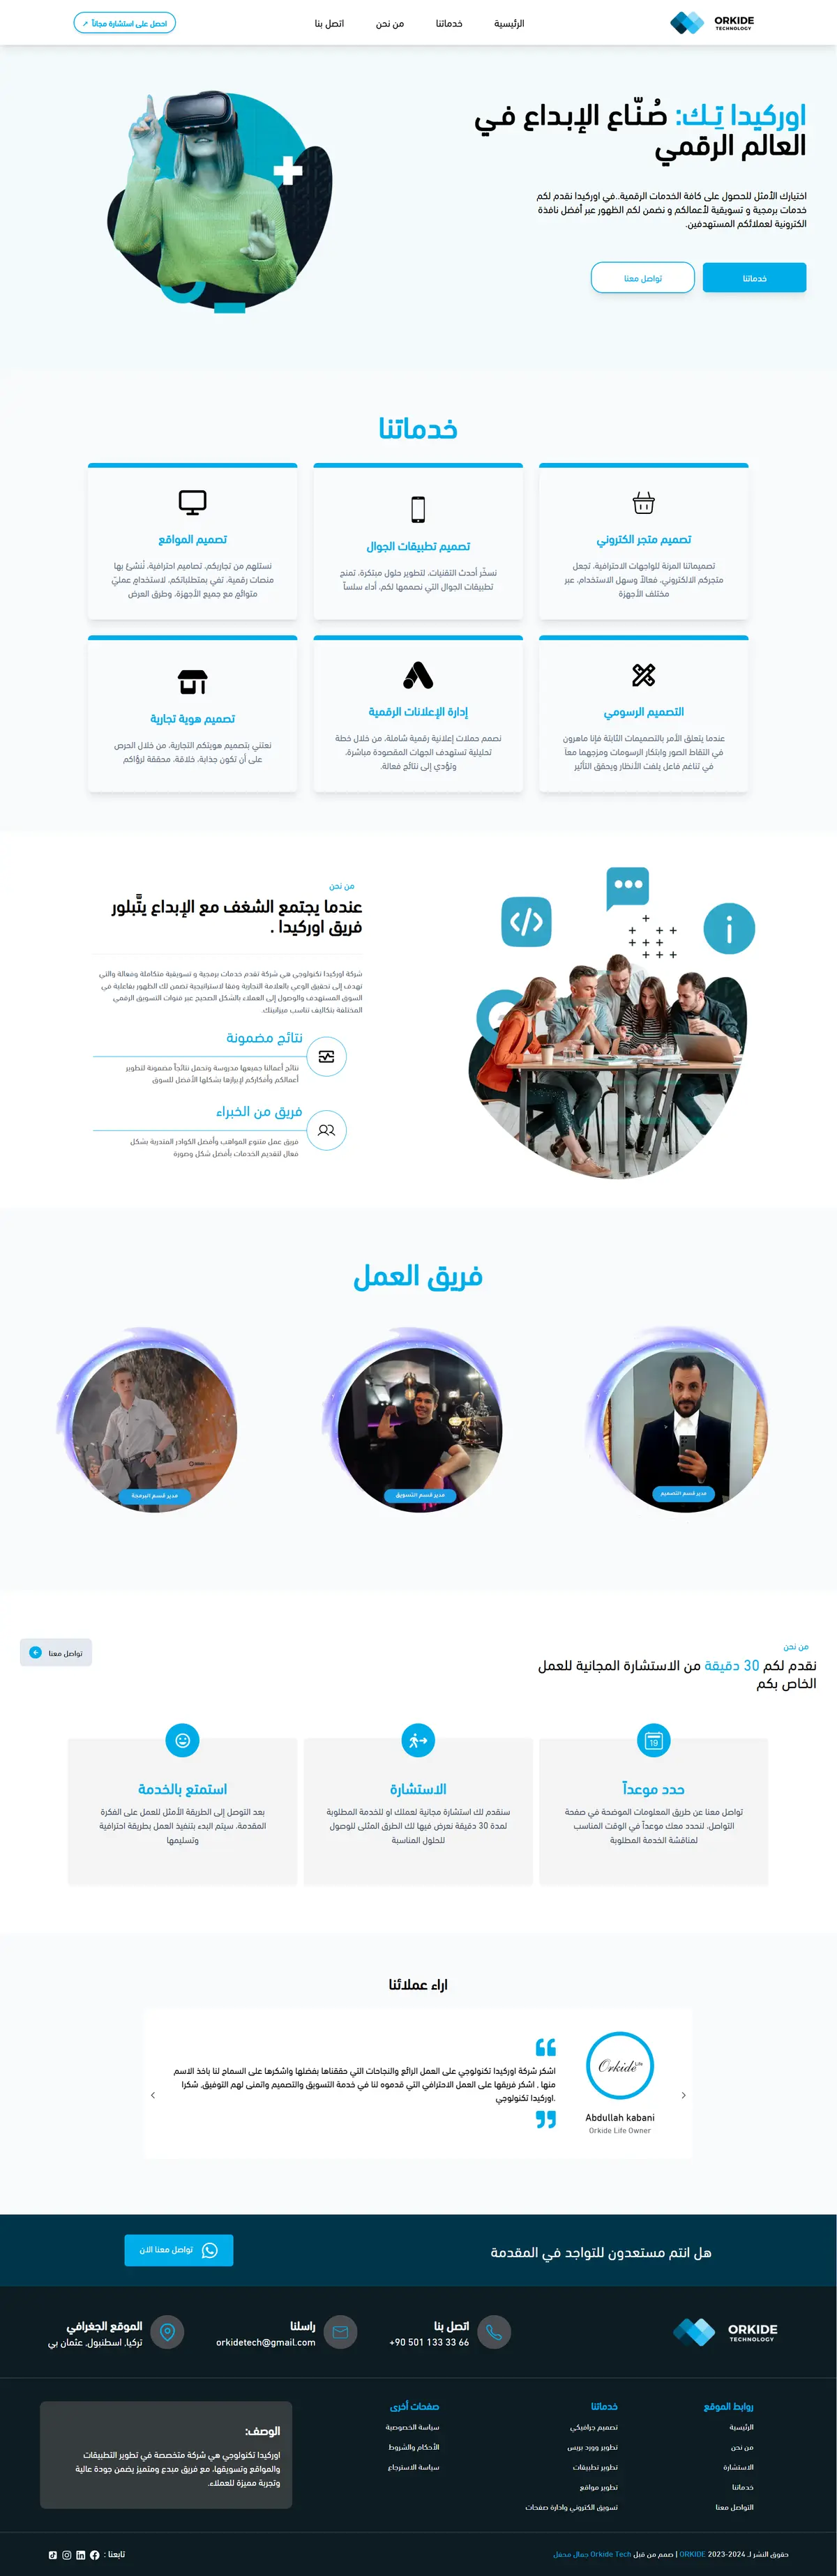 ORKIDE
TECHNOLOGY
الرئيسية
خدماتنا
من نحن
اتصل بنا
احصل على استشارة مجاناً
اوركيدا تِـك: صُنّاع الإبـداع فـي
العالم الرقمي
اختيارك الأمثل للحصول على كافة الخدمات الرقمية..في اوركيدا نقدم لكم
خدمات برمجية و تسويقية لأعمالكم و نضمن لكم الظهور عبر أفضل نافذة
الكترونية لعملائكم المستهدفين.
خدماتنا
تواصل معنا
خدماتنا
تصميم متجر الكتروني
تصميماتنا المرنة للواجهات الاحترافية، تجعل
متجركم الالكتروني، فعالاً وسهل الاستخدام، عبر
مختلف الأجهزة
تصميم تطبيقات الجوال
نسخّر أحدث التقنيات، لتطوير حلول مبتكرة، تمنح
تطبيقات الجوال التي نصممها لكم، أداء سلساً
تصميم المواقع
نستلهم من تجاربكم، تصاميم احترافية، تُنشئ بها
منصات رقمية، تفي بمتطلباتكم، لاستخدام عمليّ
متوائم مع جميع الأجهزة، وطرق العرض
التصميم الرسومي
عندما يتعلق الأمر بالتصميمات الثابتة فإنا ماهرون
في التقاط الصور وابتكار الرسومات ومزجهما معاً
في تناغم فاعل يلفت الأنظار ويحقق التأثير
إدارة الإعلانات الرقمية
نصمم حملات إعلانية رقمية شاملة، من خلال خطة
تحليلية تستهدف الجهات المقصودة مباشرة،
وتؤدي إلى نتائج فعالة.
تصميم هوية تجارية
نعتني بتصميم هويتكم التجارية، من خلال الحرص
على أن تكون جذابة، خلاقة، محققة لرؤاكم
من نحن
عندما يجتمع الشغف مع الإبداع يتّبلور
فريق اوركيدا .
شركة اوركيدا تكنولوجي هي شركة تقدم خدمات برمجية و تسويقية متكاملة وفعالة والتي
تهدف إلى تحقيق الوعي بالعلامة التجارية وفقا لاستراتيجية تضمن لك الظهور بفاعلية في
السوق المستهدف والوصول إلى العملاء بالشكل الصحيح عبر قنوات التسويق الرقمي
المختلفة بتكاليف تناسب ميزانيتك.
نتائج مضمونة
نتائج أعمالنا جميعها مدروسة وتحمل نتائجاً مضمونة لتطوير
أعمالكم وأفكاركم لإبرازها بشكلها الأفضل للسوق
فريق من الخبراء
فريق عمل متنوع المواهب وأفضل الكوادر المتدربة بشكل
فعال لتقديم الخدمات بأفضل شكل وصورة
فريق العمل
مدير قسم التصميم
مدير قسم التسويق
مدير قسم البرمجة
من نحن
نقدم لكم 30 دقيقة من الاستشارة المجانية للعمل
الخاص بكم
تواصل معنا
19
حدد موعداً
تواصل معنا عن طريق المعلومات الموضحة في صفحة
التواصل، لنحدد معك موعداً في الوقت المناسب
لمناقشة الخدمة المطلوبة
الاستشارة
سنقدم لك استشارة مجانية لعملك او للخدمة المطلوبة
لمدة 30 دقيقة نعرض فيها لك الطرق المثلى للوصول
للحلول المناسبة
استمتع بالخدمة
بعد التوصل إلى الطريقة الأمثل للعمل على الفكرة
المقدمة، سيتم البدء بتنفيذ العمل بطريقة احترافية
وتسليمها
اراء عملائنا
Orkide Life
Abdullah kabani
Orkide Life Owner
اشكر شركة اوركيدا تكنولوجي على العمل الرائع والنجاحات التي حققناها بفضلها واشكرها على السماح لنا باخذ الاسم
منها , اشكر فريقها على العمل الاحترافي التي قدموه لنا في خدمة التسويق والتصميم واتمنى لهم التوفيق, شكرا
اوركيدا تكنولوجي.
هل انتم مستعدون للتواجد في المقدمة
تواصل معنا الان
ORKIDE
TECHNOLOGY
اتصل بنا
+90 501 133 33 66
راسلنا
orkidetech@gmail.com
الموقع الجغرافي
تركيا, اسطنبول, عثمان بي
روابط الموقع
الرئيسية
من نحن
الاستشارة
خدماتنا
التواصل معنا
خدماتنا
تصميم جرافيكي
تطوير وورد بريس
تطوير تطبيقات
تطوير مواقع
تسويق الكتروني وادارة صفحات
صفحات أخرى
سياسة الخصوصية
الأحكام والشروط
سياسة الاسترجاع
الوصف:
اوركيدا تكنولوجي هي شركة متخصصة في تطوير التطبيقات
والمواقع وتسويقها، مع فريق مبدع ومتميز يضمن جودة عالية
وتجربة مميزة للعملاء.
حقوق النشر لـ ORKIDE 2023-2024 | صمم من قبل Orkide Tech جمال محفل
تابعنا :